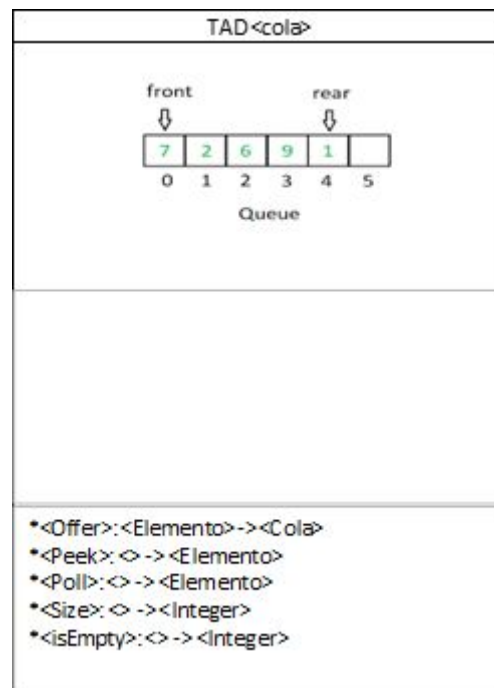 TAD<cola>
front rear
7 2 6 9 1
0 1 2 3 4 5
Queue
*<Offer>:<Elemento>-><Cola>
*<Peek>:<> -> <Elemento>
*<Poll>:<> -> <Elemento>
*<Size>:<> -><Integer>
*<isEmpty>:<> -> <Integer>